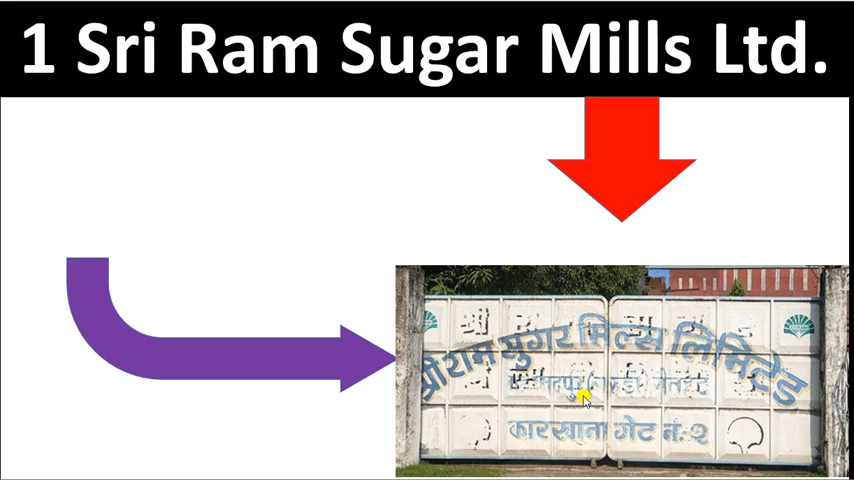 1 Sri Ram Sugar Mills Ltd.
श्री राम सुगर मिल्स लिमिटेड
कारखाना गेट नं. २